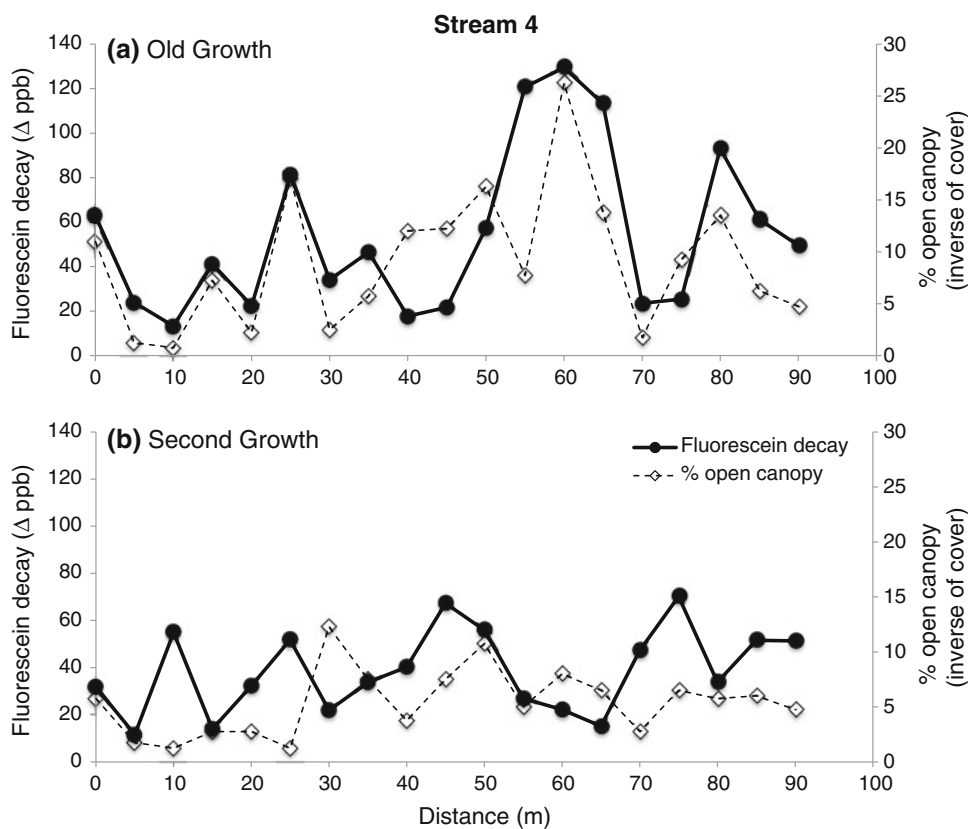 Stream 4
(a) Old Growth
Fluorescein decay (Δ ppb)
140
120
100
80
60
40
20
0
30
25
20
15
10
5
0
% open canopy
(inverse of cover)
0 10 20 30 40 50 60 70 80 90 100
(b) Second Growth
Fluorescein decay
% open canopy
Fluorescein decay (Δ ppb)
140
120
100
80
60
40
20
0
30
25
20
15
10
5
0
% open canopy
(inverse of cover)
0 10 20 30 40 50 60 70 80 90 100
Distance (m)